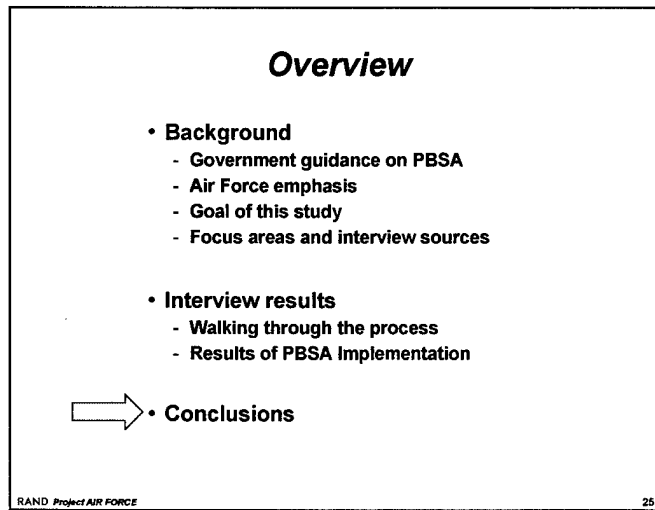 Overview
• Background
- Government guidance on PBSA
- Air Force emphasis
- Goal of this study
- Focus areas and interview sources
• Interview results
- Walking through the process
- Results of PBSA Implementation
• Conclusions
RAND Project AIR FORCE
25